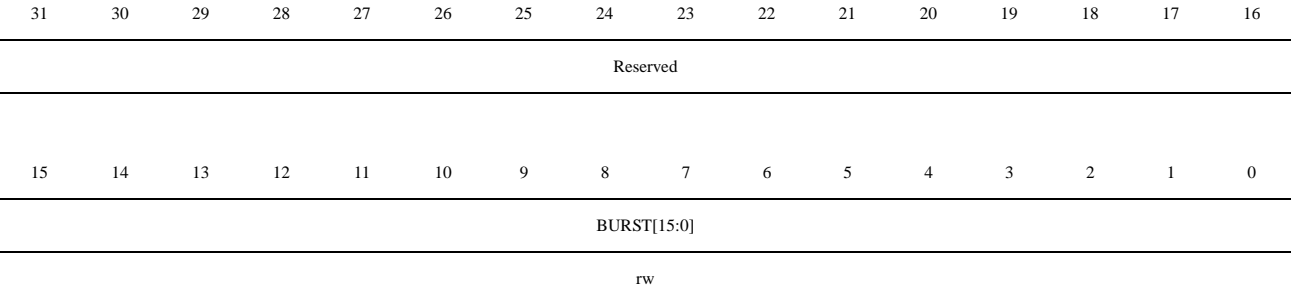 31 30 29 28 27 26 25 24 23 22 21 20 19 18 17 16
Reserved
15 14 13 12 11 10 9 8 7 6 5 4 3 2 1 0
BURST[15:0]
rw